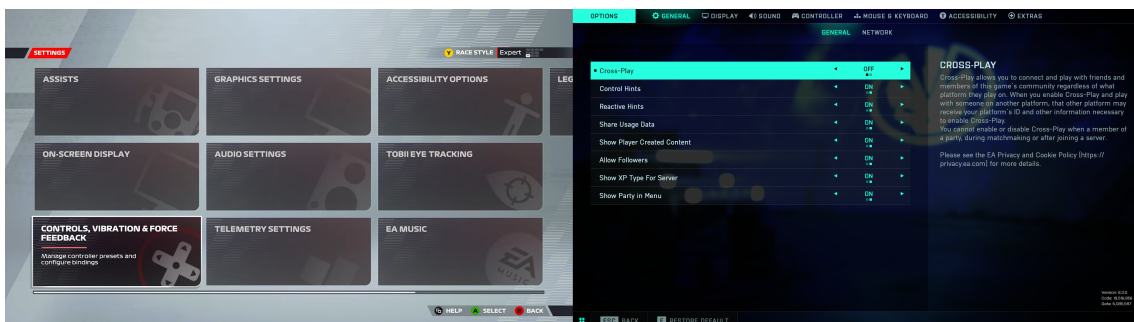 SETTINGS
Y RACE STYLE Expert
ASSISTS
GRAPHICS SETTINGS
ACCESSIBILITY OPTIONS
LEG
ON-SCREEN DISPLAY
AUDIO SETTINGS
TOBII EYE TRACKING
CONTROLS, VIBRATION & FORCE
FEEDBACK
Manage controller presets and
configure bindings
TELEMETRY SETTINGS
EA MUSIC
EA
MUSIC
HELP A SELECT B BACK
OPTIONS GENERAL DISPLAY SOUND CONTROLLER MOUSE & KEYBOARD ACCESSIBILITY EXTRAS
GENERAL NETWORK
Cross-Play OFF
Control Hints ON
Reactive Hints ON
Share Usage Data ON
Show Player Created Content ON
Allow Followers ON
Show XP Type For Server ON
Show Party in Menu ON
CROSS-PLAY
Cross-Play allows you to connect and play with friends and
members of this game's community regardless of what
platform they play on. When you enable Cross-Play and play
with someone on another platform, that other platform may
receive your platform's ID and other information necessary
to enable Cross-Play.
You cannot enable or disable Cross-Play when a member of
a party, during matchmaking or after joining a server.
Please see the EA Privacy and Cookie Policy (https://
privacy.ea.com) for more details.
ESC BACK F RESTORE DEFAULT